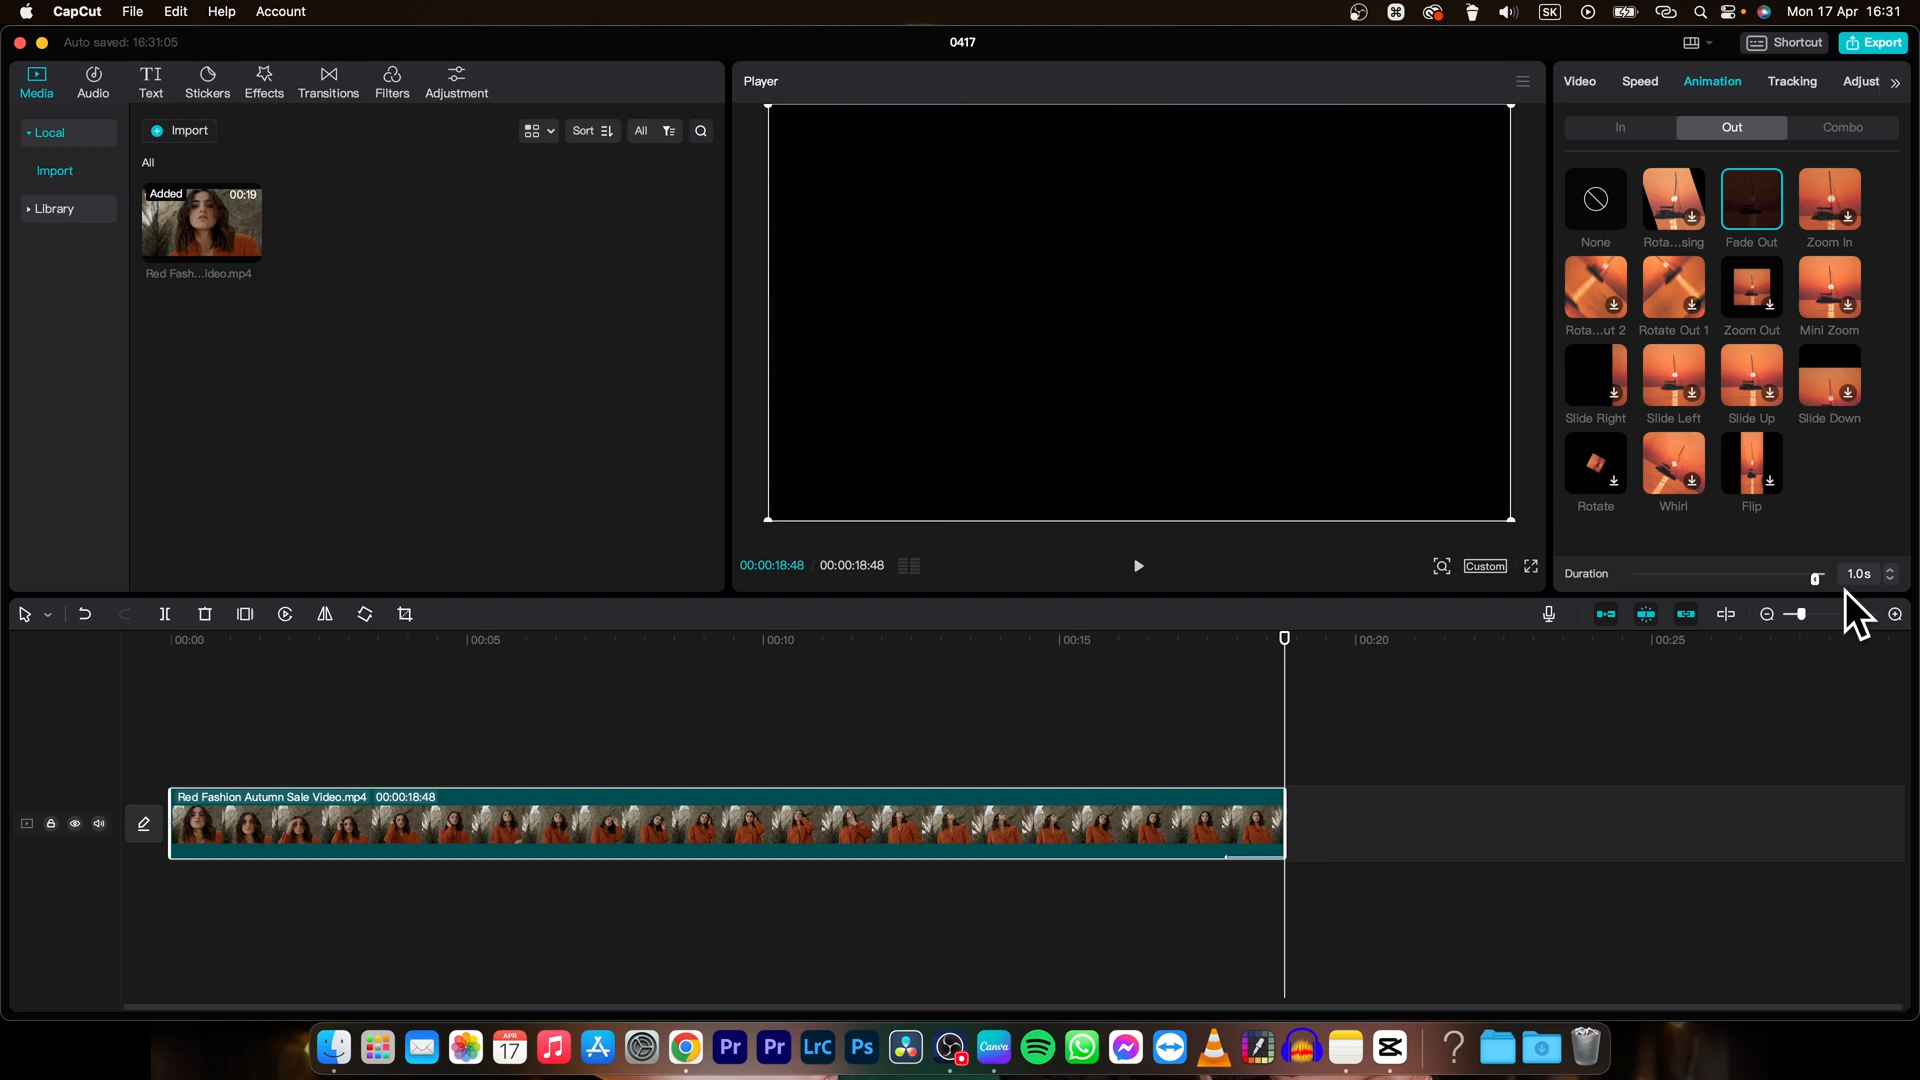 CapCut File Edit Help Account SK Mon 17 Apr 16:31
Auto saved: 16:31:05 0417 Shortcut Export
Media Audio Text Stickers Effects Transitions Filters Adjustment
TI
Local
Import
Library
Import Sort All
All
Added 00:19
Red Fash...ideo.mp4
Player
00:00:18:48 / 00:00:18:48 Custom
Video Speed Animation Tracking Adjust »
In Out Combo
None Rota...sing Fade Out Zoom In
Rota...ut 2 Rotate Out 1 Zoom Out Mini Zoom
Slide Right Slide Left Slide Up Slide Down
Rotate Whirl Flip
Duration 1.0s
00:00 00:05 00:10 00:15 00:20 00:25
Red Fashion Autumn Sale Video.mp4 00:00:18:48
APR
17
Pr Pr LrC Ps Canva ?